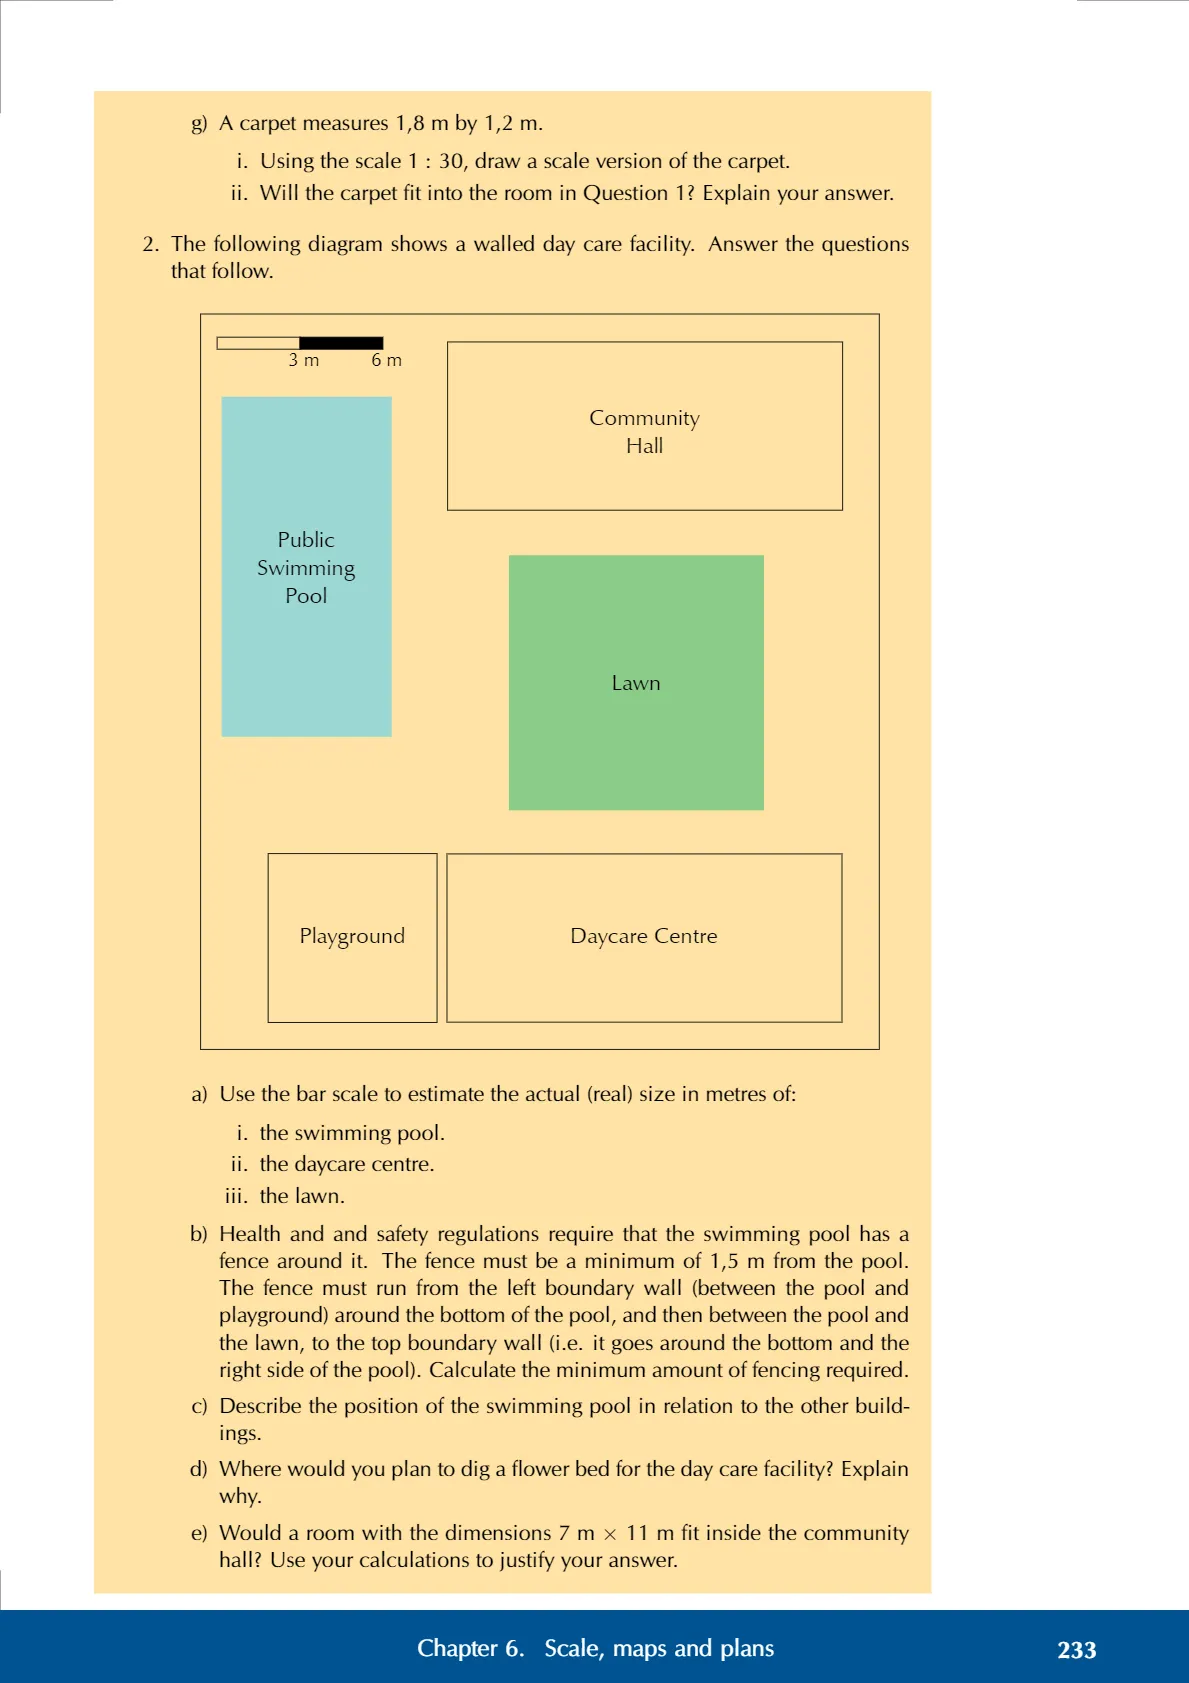 g) A carpet measures 1,8 m by 1,2 m.
i. Using the scale 1 : 30, draw a scale version of the carpet.
ii. Will the carpet fit into the room in Question 1? Explain your answer.
2. The following diagram shows a walled day care facility. Answer the questions
that follow.
3 m 6 m
Community
Hall
Public
Swimming
Pool
Lawn
Playground
Daycare Centre
a) Use the bar scale to estimate the actual (real) size in metres of:
i. the swimming pool.
ii. the daycare centre.
iii. the lawn.
b) Health and and safety regulations require that the swimming pool has a
fence around it. The fence must be a minimum of 1,5 m from the pool.
The fence must run from the left boundary wall (between the pool and
playground) around the bottom of the pool, and then between the pool and
the lawn, to the top boundary wall (i.e. it goes around the bottom and the
right side of the pool). Calculate the minimum amount of fencing required.
c) Describe the position of the swimming pool in relation to the other build-
ings.
d) Where would you plan to dig a flower bed for the day care facility? Explain
why.
e) Would a room with the dimensions 7 m × 11 m fit inside the community
hall? Use your calculations to justify your answer.
Chapter 6. Scale, maps and plans 233